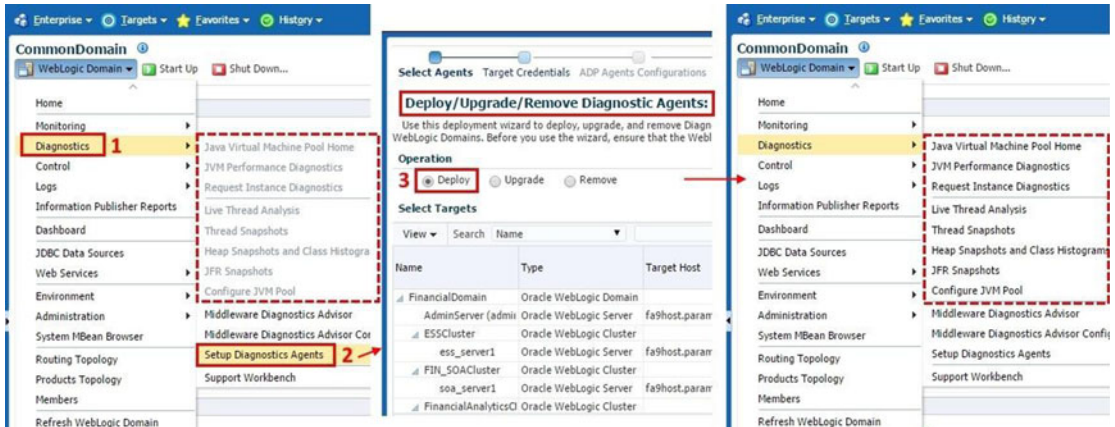 Enterprise Targets Favorites History
CommonDomain
WebLogic Domain Start Up Shut Down...
Home
Monitoring
Diagnostics 1
Control
Logs
Information Publisher Reports
Dashboard
JDBC Data Sources
Web Services
Environment
Administration
System MBean Browser
Routing Topology
Products Topology
Members
Refresh WebLogic Domain
Java Virtual Machine Pool Home
JVM Performance Diagnostics
Request Instance Diagnostics
Live Thread Analysis
Thread Snapshots
Heap Snapshots and Class Histogra
JFR Snapshots
Configure JVM Pool
Middleware Diagnostics Advisor
Middleware Diagnostics Advisor Con
Setup Diagnostics Agents 2
Support Workbench
Select Agents Target Credentials ADP Agents Configurations
Deploy/Upgrade/Remove Diagnostic Agents:
Use this deployment wizard to deploy, upgrade, and remove Diagn
WebLogic Domains. Before you use the wizard, ensure that the Webl
Operation
3 Deploy Upgrade Remove
Select Targets
View Search Name
Name Type Target Host
FinancialDomain Oracle WebLogic Domain
AdminServer (admin Oracle WebLogic Server fa9host.param
ESSCluster Oracle WebLogic Cluster
ess_server1 Oracle WebLogic Server fa9host.param
FIN_SOACluster Oracle WebLogic Cluster
soa_server1 Oracle WebLogic Server fa9host.param
FinancialAnalyticsCl Oracle WebLogic Cluster
Enterprise Targets Favorites History
CommonDomain
WebLogic Domain Start Up Shut Down...
Home
Monitoring
Diagnostics
Control
Logs
Information Publisher Reports
Dashboard
JDBC Data Sources
Web Services
Environment
Administration
System MBean Browser
Routing Topology
Products Topology
Members
Refresh WebLogic Domain
Java Virtual Machine Pool Home
JVM Performance Diagnostics
Request Instance Diagnostics
Live Thread Analysis
Thread Snapshots
Heap Snapshots and Class Histogram
JFR Snapshots
Configure JVM Pool
Middleware Diagnostics Advisor
Middleware Diagnostics Advisor Config
Setup Diagnostics Agents
Support Workbench